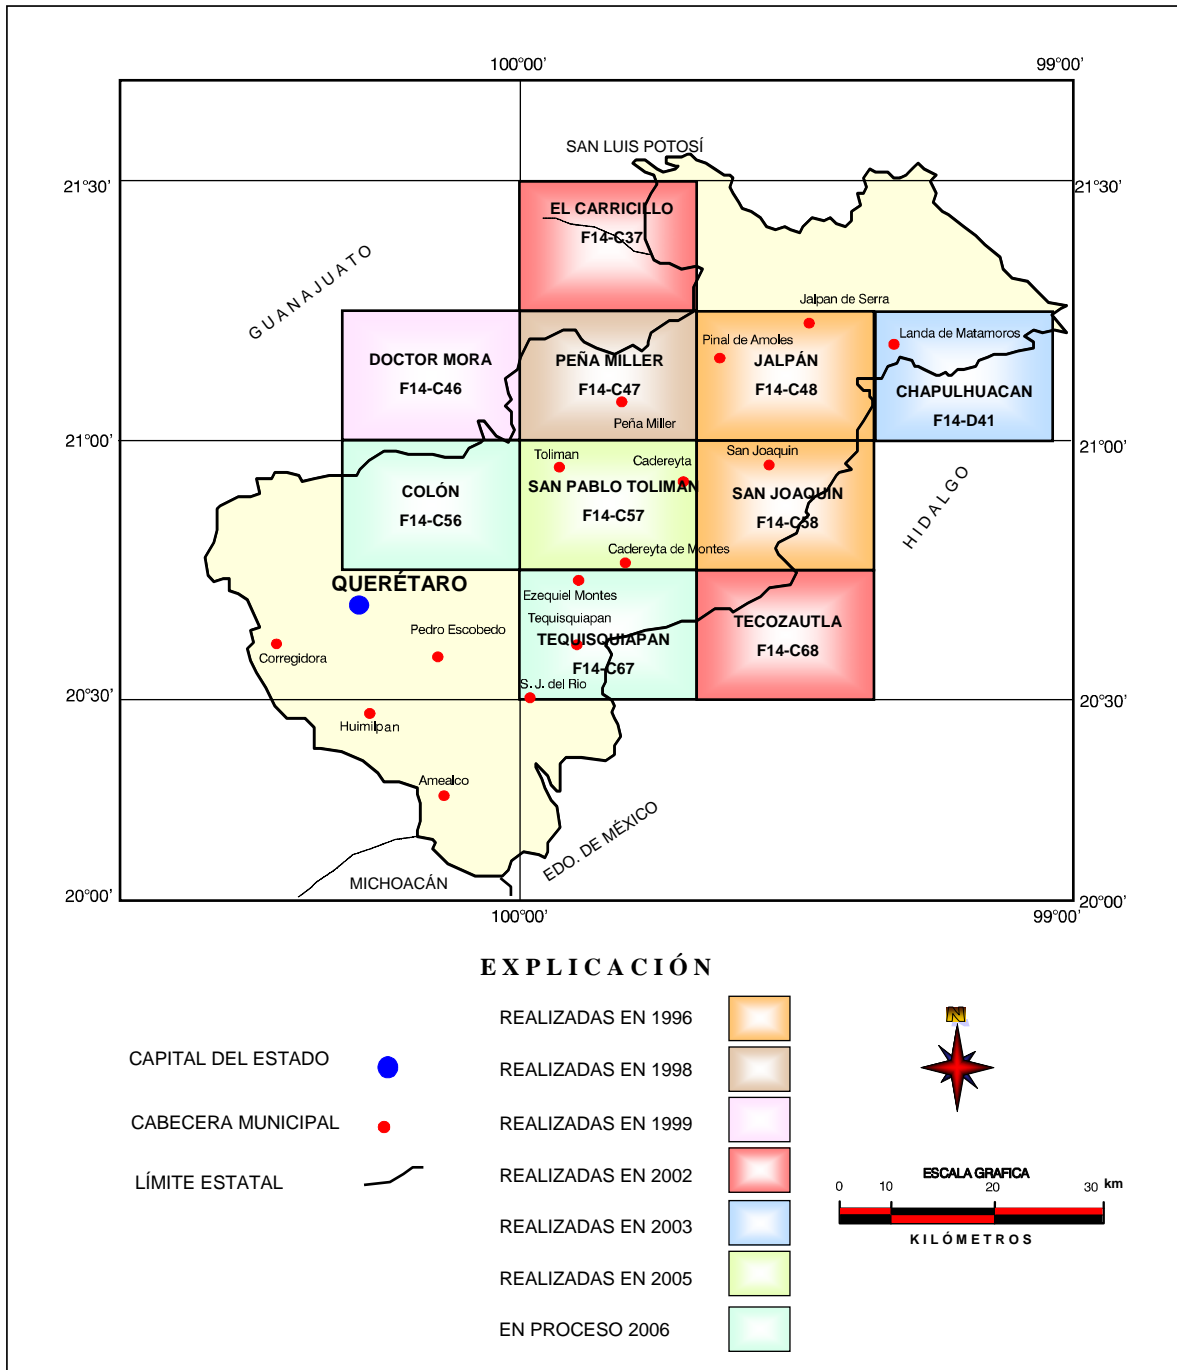 100°00' 99°00'
SAN LUIS POTOSÍ
21°30' 21°30'
EL CARRICILLO
F14-C37
GUANAJUATO
Jalpan de Serra
Landa de Matamoros
Pinal de Amoles
DOCTOR MORA
F14-C46
PEÑA MILLER
F14-C47
Peña Miller
JALPÁN
F14-C48
CHAPULHUACAN
F14-D41
21°00' 21°00'
Toliman
Cadereyta
San Joaquin
COLÓN
F14-C56
SAN PABLO TOLIMAN
F14-C57
SAN JOAQUIN
F14-C58
HIDALGO
Cadereyta de Montes
QUERÉTARO
Ezequiel Montes
Tequisquiapan
TEQUISQUIAPAN
F14-C67
TECOZAUTLA
F14-C68
Pedro Escobedo
Corregidora
S. J. del Rio
20°30' 20°30'
Huimilpan
Amealco
EDO. DE MÉXICO
MICHOACÁN
20°00' 20°00'
100°00' 99°00'
EXPLICACIÓN
CAPITAL DEL ESTADO
CABECERA MUNICIPAL
LÍMITE ESTATAL
REALIZADAS EN 1996
REALIZADAS EN 1998
REALIZADAS EN 1999
REALIZADAS EN 2002
REALIZADAS EN 2003
REALIZADAS EN 2005
EN PROCESO 2006
N
ESCALA GRAFICA
0 10 20 30 km
KILÓMETROS